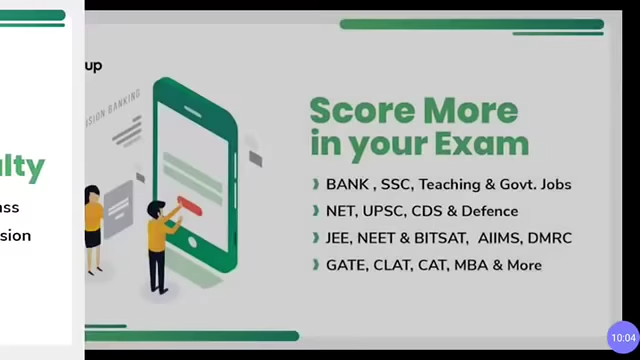 up
SION BANKING
Score More
in your Exam
BANK , SSC, Teaching & Govt. Jobs
NET, UPSC, CDS & Defence
JEE, NEET & BITSAT, AIIMS, DMRC
GATE, CLAT, CAT, MBA & More
ulty
ass
sion
10:04